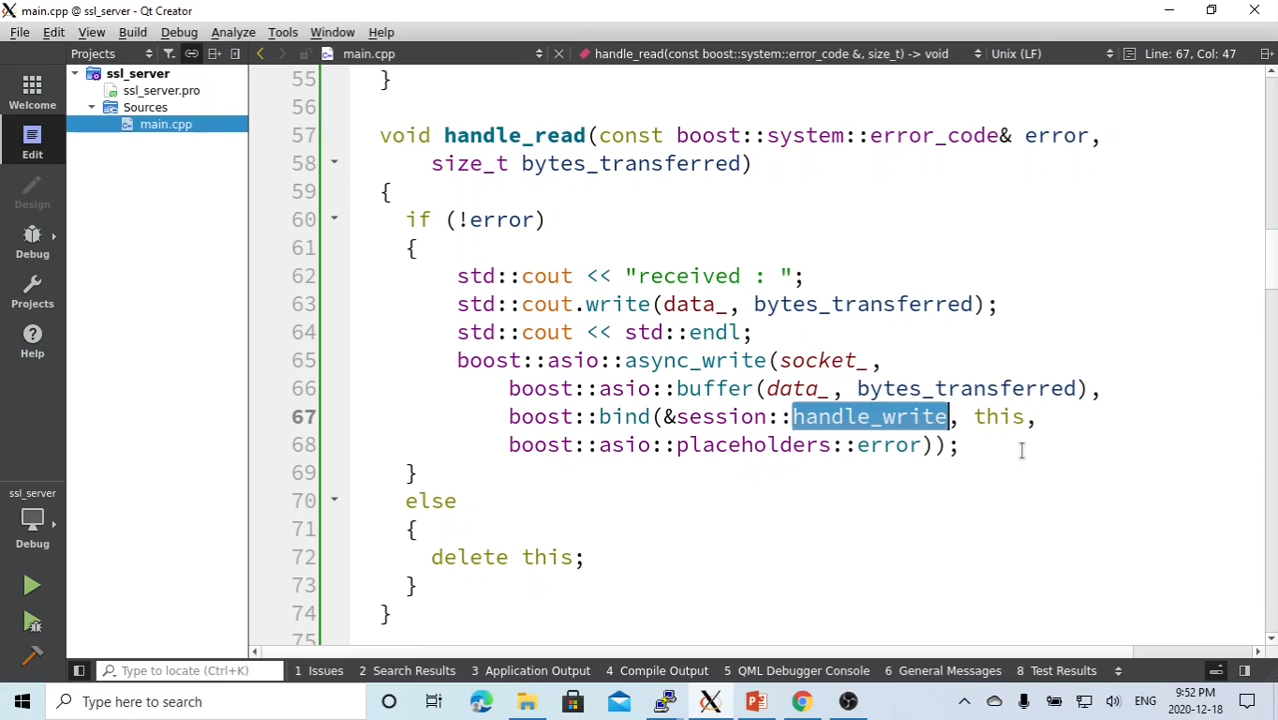 main.cpp @ ssl_server - Qt Creator
File Edit View Build Debug Analyze Tools Window Help
Projects main.cpp handle_read(const boost::system::error_code &, size_t) -> void Unix (LF) Line: 67, Col: 47
Welcome
Edit
Design
Debug
Projects
Help
ssl_server
Debug
ssl_server
ssl_server.pro
Sources
main.cpp
55 }
56
57 void handle_read(const boost::system::error_code& error,
58 size_t bytes_transferred)
59 {
60 if (!error)
61 {
62 std::cout << "received : ";
63 std::cout.write(data_, bytes_transferred);
64 std::cout << std::endl;
65 boost::asio::async_write(socket_,
66 boost::asio::buffer(data_, bytes_transferred),
67 boost::bind(&session::handle_write, this,
68 boost::asio::placeholders::error));
69 }
70 else
71 {
72 delete this;
73 }
74 }
75
Type to locate (Ctrl+K) 1 Issues 2 Search Results 3 Application Output 4 Compile Output 5 QML Debugger Console 6 General Messages 8 Test Results
Type here to search
ENG
9:52 PM
2020-12-18